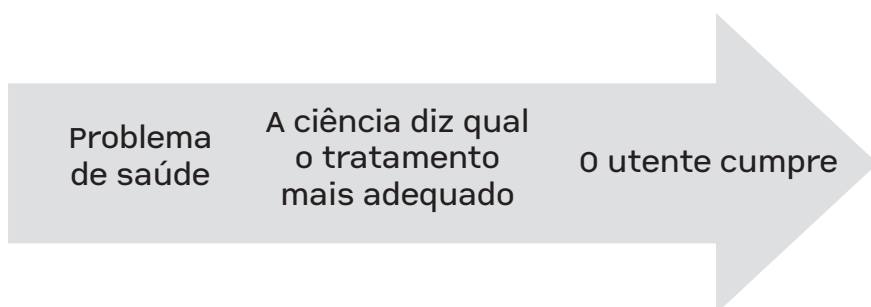 Problema
de saúde
A ciência diz qual
o tratamento
mais adequado
O utente cumpre